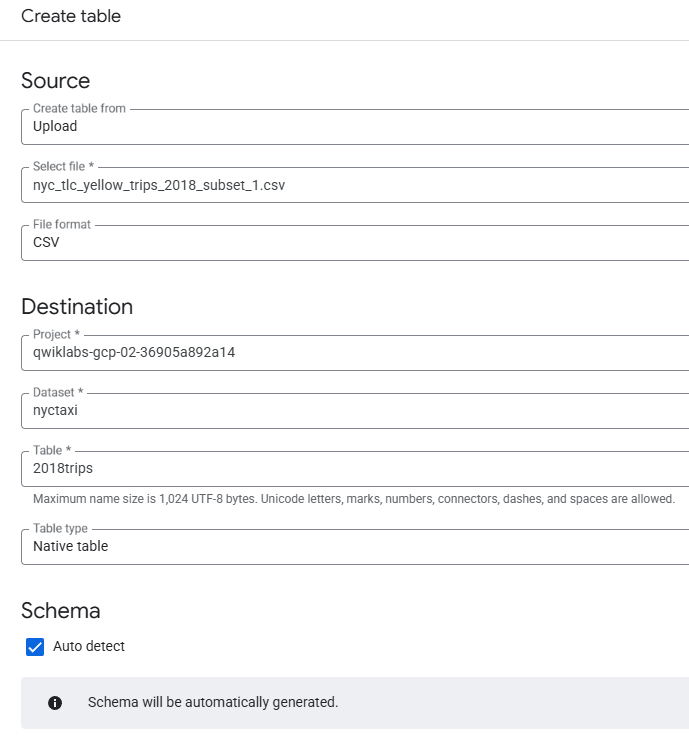 Create table
Source
Create table from
Upload
Select file *
nyc_tlc_yellow_trips_2018_subset_1.csv
File format
CSV
Destination
Project *
qwiklabs-gcp-02-36905a892a14
Dataset *
nyctaxi
Table *
2018trips
Maximum name size is 1,024 UTF-8 bytes. Unicode letters, marks, numbers, connectors, dashes, and spaces are allowed.
Table type
Native table
Schema
Auto detect
Schema will be automatically generated.